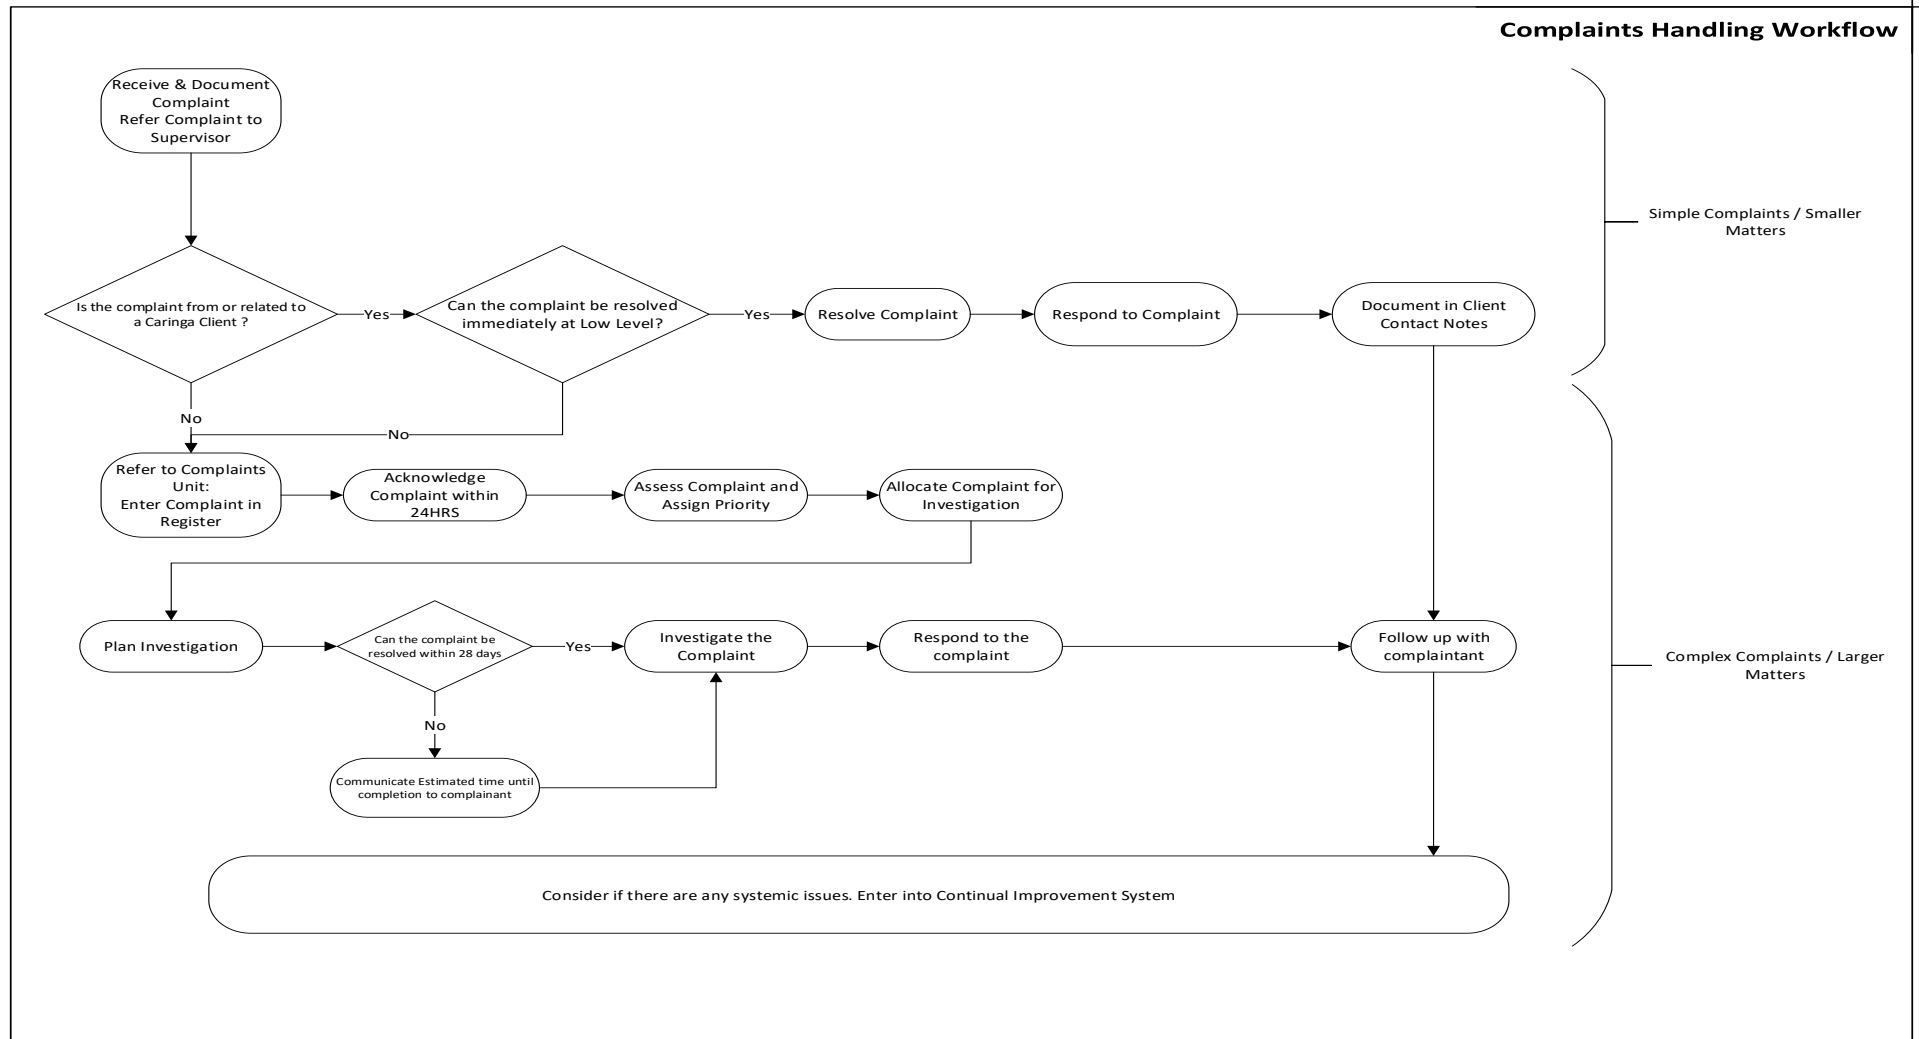 Complaints Handling Workflow
Receive & Document
Complaint
Refer Complaint to
Supervisor
Simple Complaints / Smaller
Matters
Is the complaint from or related to
a Caringa Client ?
Yes
Can the complaint be resolved
immediately at Low Level?
Yes
Resolve Complaint
Respond to Complaint
Document in Client
Contact Notes
No
No
Refer to Complaints
Unit:
Enter Complaint in
Register
Acknowledge
Complaint within
24HRS
Assess Complaint and
Assign Priority
Allocate Complaint for
Investigation
Plan Investigation
Can the complaint be
resolved within 28 days
Yes
Investigate the
Complaint
Respond to the
complaint
Follow up with
complaintant
Complex Complaints / Larger
Matters
No
Communicate Estimated time until
completion to complainant
Consider if there are any systemic issues. Enter into Continual Improvement System